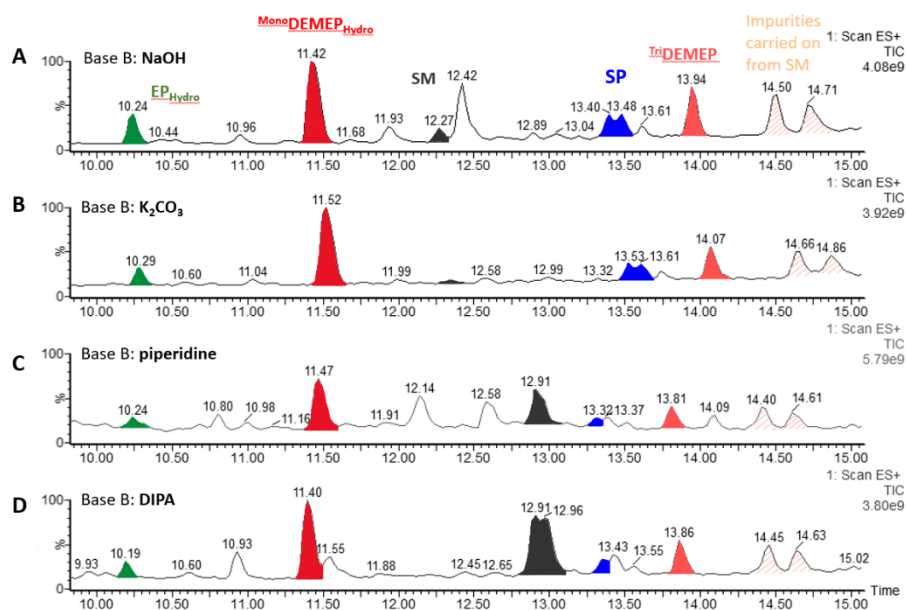 MonoDEMEPHydro
Impurities
carried on
from SM
1: Scan ES+
TIC
4.08e9
A
Base B: NaOH
EPHydro
SM
SP
TriDEMEP
100
%
0
10.24
10.44
10.96
11.42
11.68
11.93
12.27
12.42
12.89
13.04
13.40
13.48
13.61
13.94
14.50
14.71
10.00 10.50 11.00 11.50 12.00 12.50 13.00 13.50 14.00 14.50 15.00
1: Scan ES+
TIC
3.92e9
B
Base B: K2CO3
100
%
0
10.29
10.60
11.04
11.52
11.99
12.58
12.99
13.32
13.53
13.61
14.07
14.66
14.86
10.00 10.50 11.00 11.50 12.00 12.50 13.00 13.50 14.00 14.50 15.00
1: Scan ES+
TIC
5.79e9
C
Base B: piperidine
100
%
0
10.24
10.80
10.98
11.16
11.47
11.91
12.14
12.58
12.91
13.32
13.37
13.81
14.09
14.40
14.61
10.00 10.50 11.00 11.50 12.00 12.50 13.00 13.50 14.00 14.50 15.00
1: Scan ES+
TIC
3.80e9
D
Base B: DIPA
100
%
0
9.93
10.19
10.60
10.93
11.40
11.55
11.88
12.45
12.65
12.91
12.96
13.43
13.55
13.86
14.45
14.63
15.02
10.00 10.50 11.00 11.50 12.00 12.50 13.00 13.50 14.00 14.50 15.00 Time